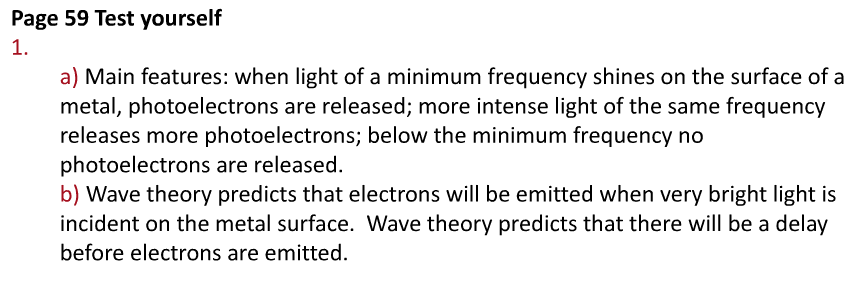 Page 59 Test yourself
1.
a) Main features: when light of a minimum frequency shines on the surface of a
metal, photoelectrons are released; more intense light of the same frequency
releases more photoelectrons; below the minimum frequency no
photoelectrons are released.
b) Wave theory predicts that electrons will be emitted when very bright light is
incident on the metal surface.  Wave theory predicts that there will be a delay
before electrons are emitted.